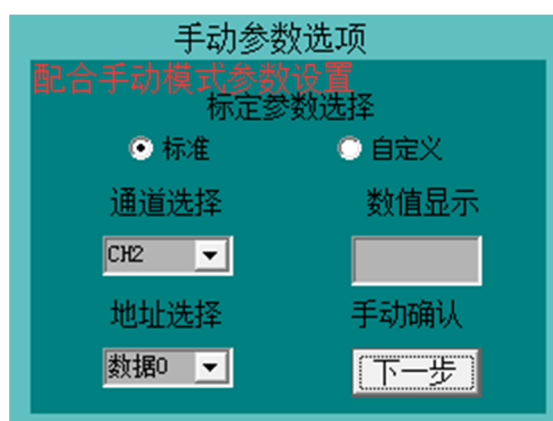 手动参数选项
配合手动模式参数设置
标定参数选择
标准 自定义
通道选择 数值显示
CH2
地址选择 手动确认
数据0 下一步